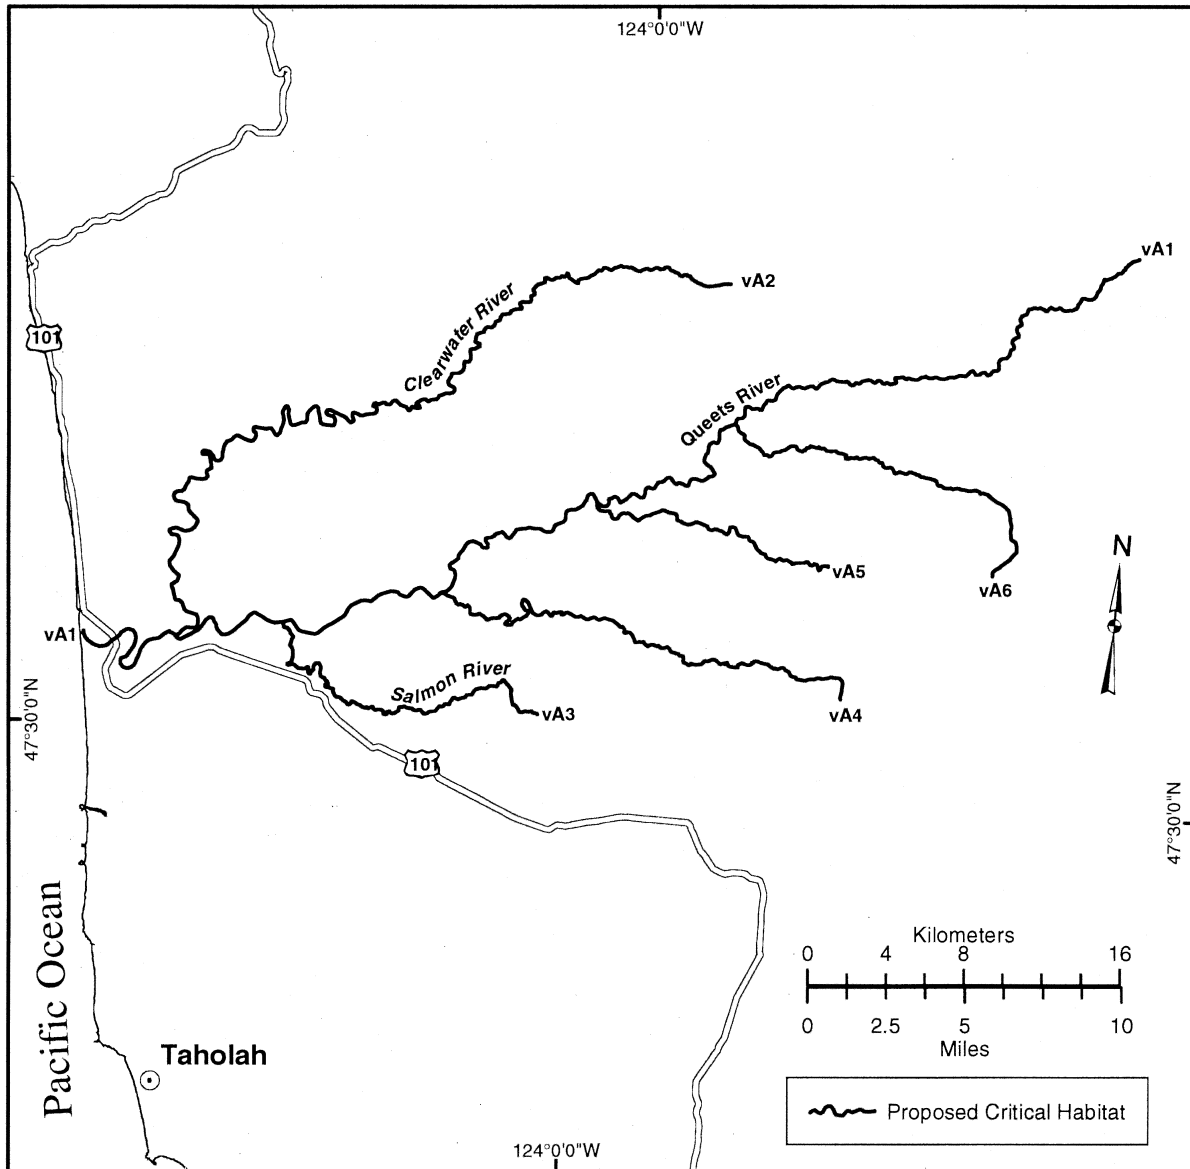 124°0'0"W
vA1
vA2
Clearwater River
101
Queets River
N
vA5
vA6
vA1
Salmon River
vA3
vA4
47°30'0"N
101
47°30'0"N
Pacific Ocean
Kilometers
0 4 8 16
0 2.5 5 10
Miles
Taholah
Proposed Critical Habitat
124°0'0"W